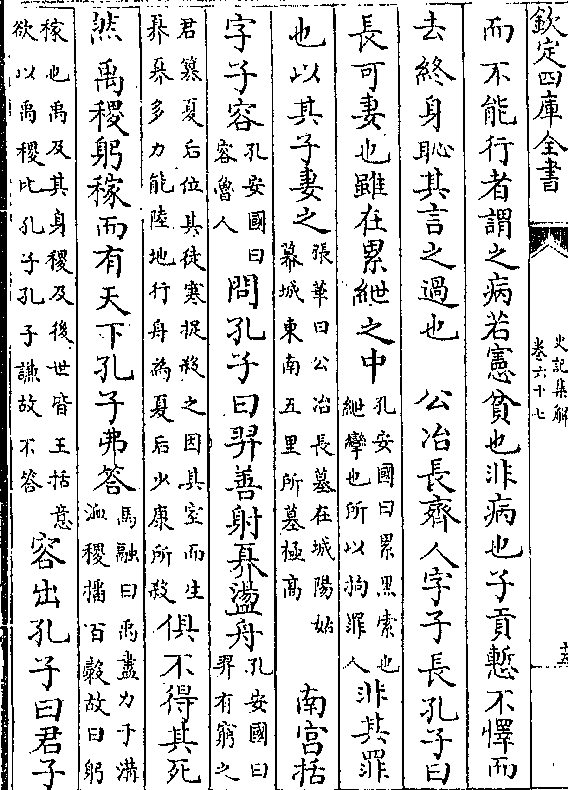 欽定四庫全書
史記集解
卷六十七
而不能行者謂之病若憲貧也非病也子貢慙不懌而
去終身恥其言之過也　公冶長齊人字子長孔子曰
長可妻也雖在累紲之中孔安國曰累黑索也紲攣也所以拘罪人非其罪
也以其子妻之張華曰公冶長墓在城陽姑幕城東南五里所墓極高　南宮括
字子容孔安國曰容魯人問孔子曰羿善射奡盪舟孔安國曰羿有窮之
君簒夏后位其徒寒捉殺之因其室而生奡奡多力能陸地行舟為夏后少康所殺俱不得其死
然禹稷躬稼而有天下孔子弗答馬融曰禹盡力于溝洫稷播百穀故曰躬
稼也禹及其身稷及後世皆王括意欲以禹稷比孔子孔子謙故不答容出孔子曰君子